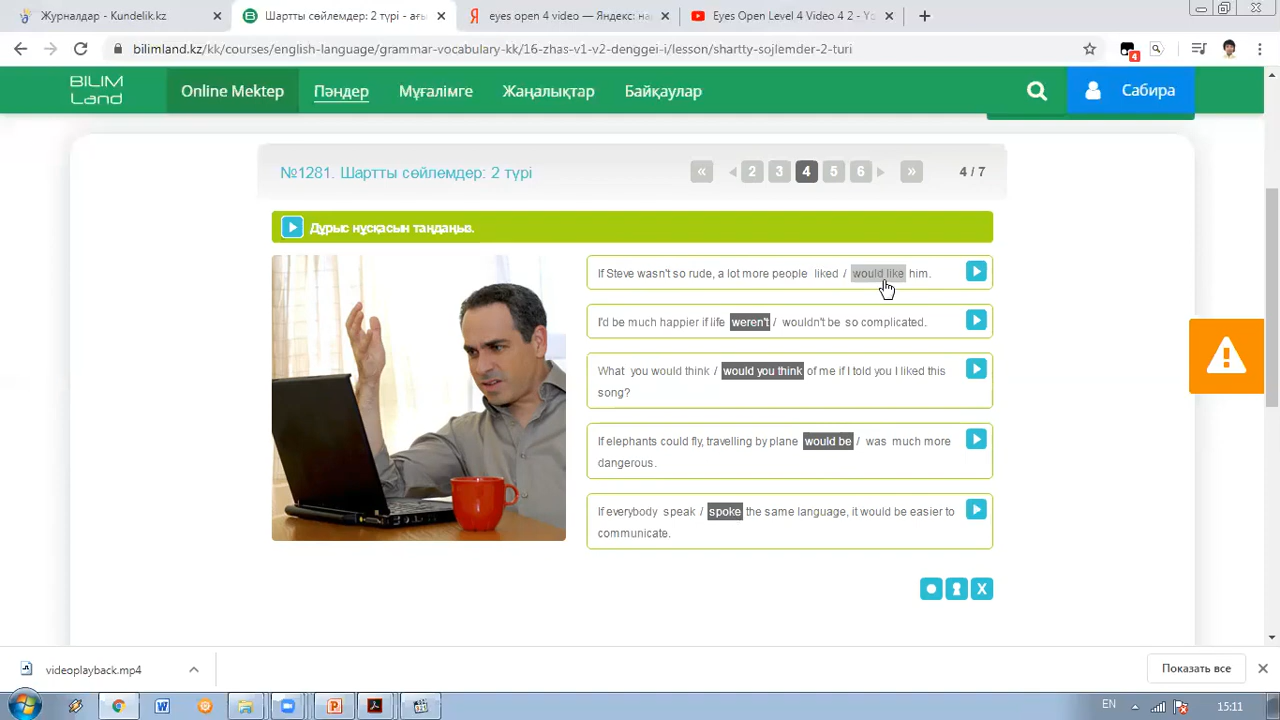 Журналдар - Kundelik.kz
Шартты сөйлемдер: 2 түрі - ағы
eyes open 4 video — Яндекс: на
Eyes Open Level 4 Video 4 2 - Yo
bilimland.kz/kk/courses/english-language/grammar-vocabulary-kk/16-zhas-v1-v2-denggei-i/lesson/shartty-sojlemder-2-turi
4
BILIM Land
Online Mektep
Пәндер
Мұғалімге
Жаңалықтар
Байқаулар
Сабира
№1281. Шартты сөйлемдер: 2 түрі
« 2 3 4 5 6 »
4 / 7
Дұрыс нұсқасын таңдаңыз.
If Steve wasn't so rude, a lot more people liked / would like him.
I'd be much happier if life weren't / wouldn't be so complicated.
What you would think / would you think of me if I told you I liked this
song?
If elephants could fly, travelling by plane would be / was much more
dangerous.
If everybody speak / spoke the same language, it would be easier to
communicate.
X
videoplayback.mp4
Показать все
EN
15:11